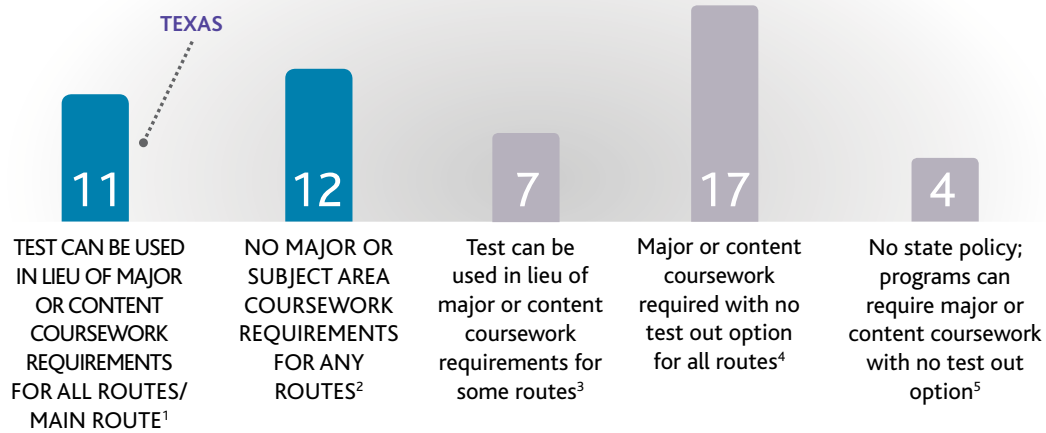 TEXAS
11
12
7
17
4
TEST CAN BE USED
IN LIEU OF MAJOR
OR CONTENT
COURSEWORK
REQUIREMENTS
FOR ALL ROUTES/
MAIN ROUTE¹
NO MAJOR OR
SUBJECT AREA
COURSEWORK
REQUIREMENTS
FOR ANY
ROUTES²
Test can be
used in lieu of
major or content
coursework
requirements for
some routes³
Major or content
coursework
required with no
test out option
for all routes⁴
No state policy;
programs can
require major or
content coursework
with no test out
option⁵